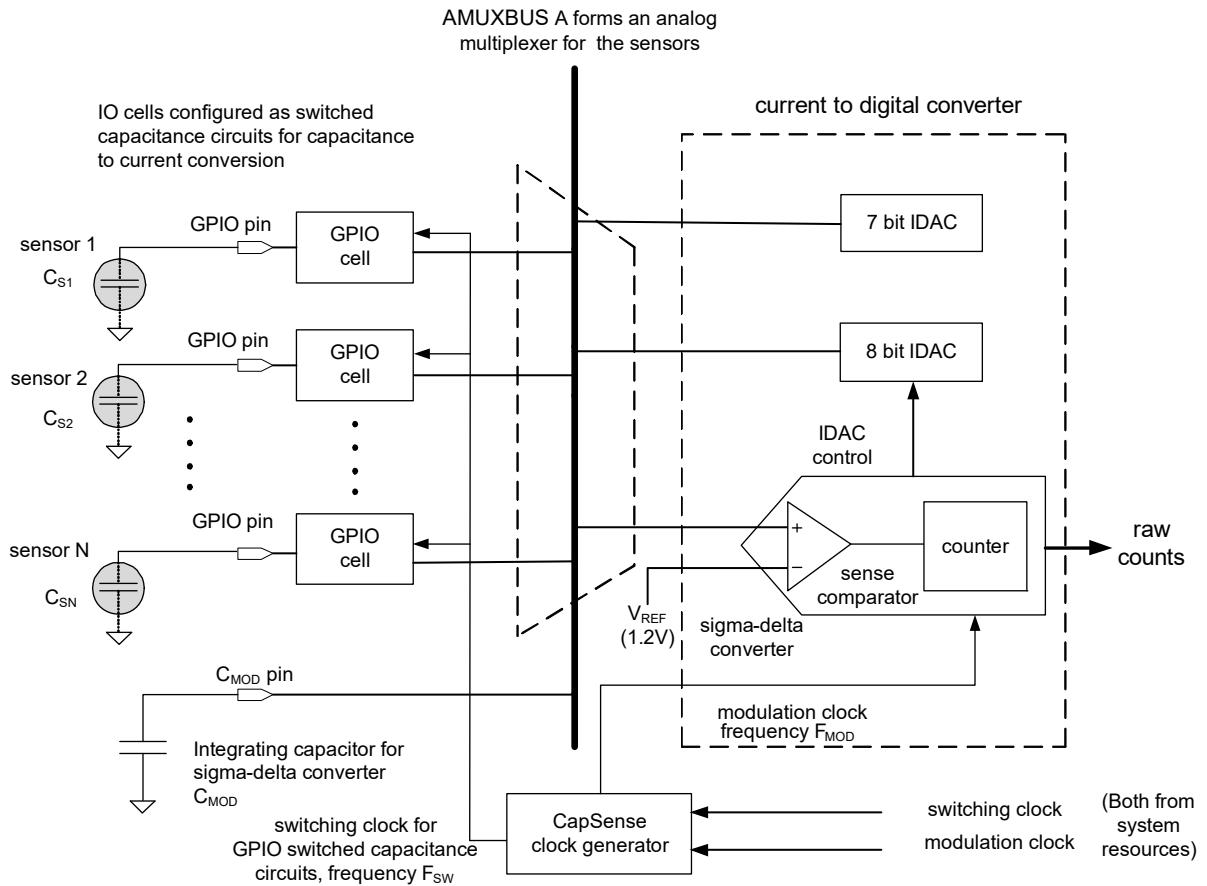 AMUXBUS A forms an analog
multiplexer for the sensors
IO cells configured as switched
capacitance circuits for capacitance
to current conversion
current to digital converter
GPIO pin
sensor 1
CS1
GPIO
cell
7 bit IDAC
GPIO pin
sensor 2
CS2
GPIO
cell
8 bit IDAC
IDAC
control
GPIO pin
sensor N
CSN
GPIO
cell
+
−
sense
comparator
counter
raw
counts
VREF
(1.2V)
sigma-delta
converter
CMOD pin
Integrating capacitor for
sigma-delta converter
CMOD
modulation clock
frequency FMOD
switching clock for
GPIO switched capacitance
circuits, frequency FSW
CapSense
clock generator
switching clock
modulation clock
(Both from
system
resources)